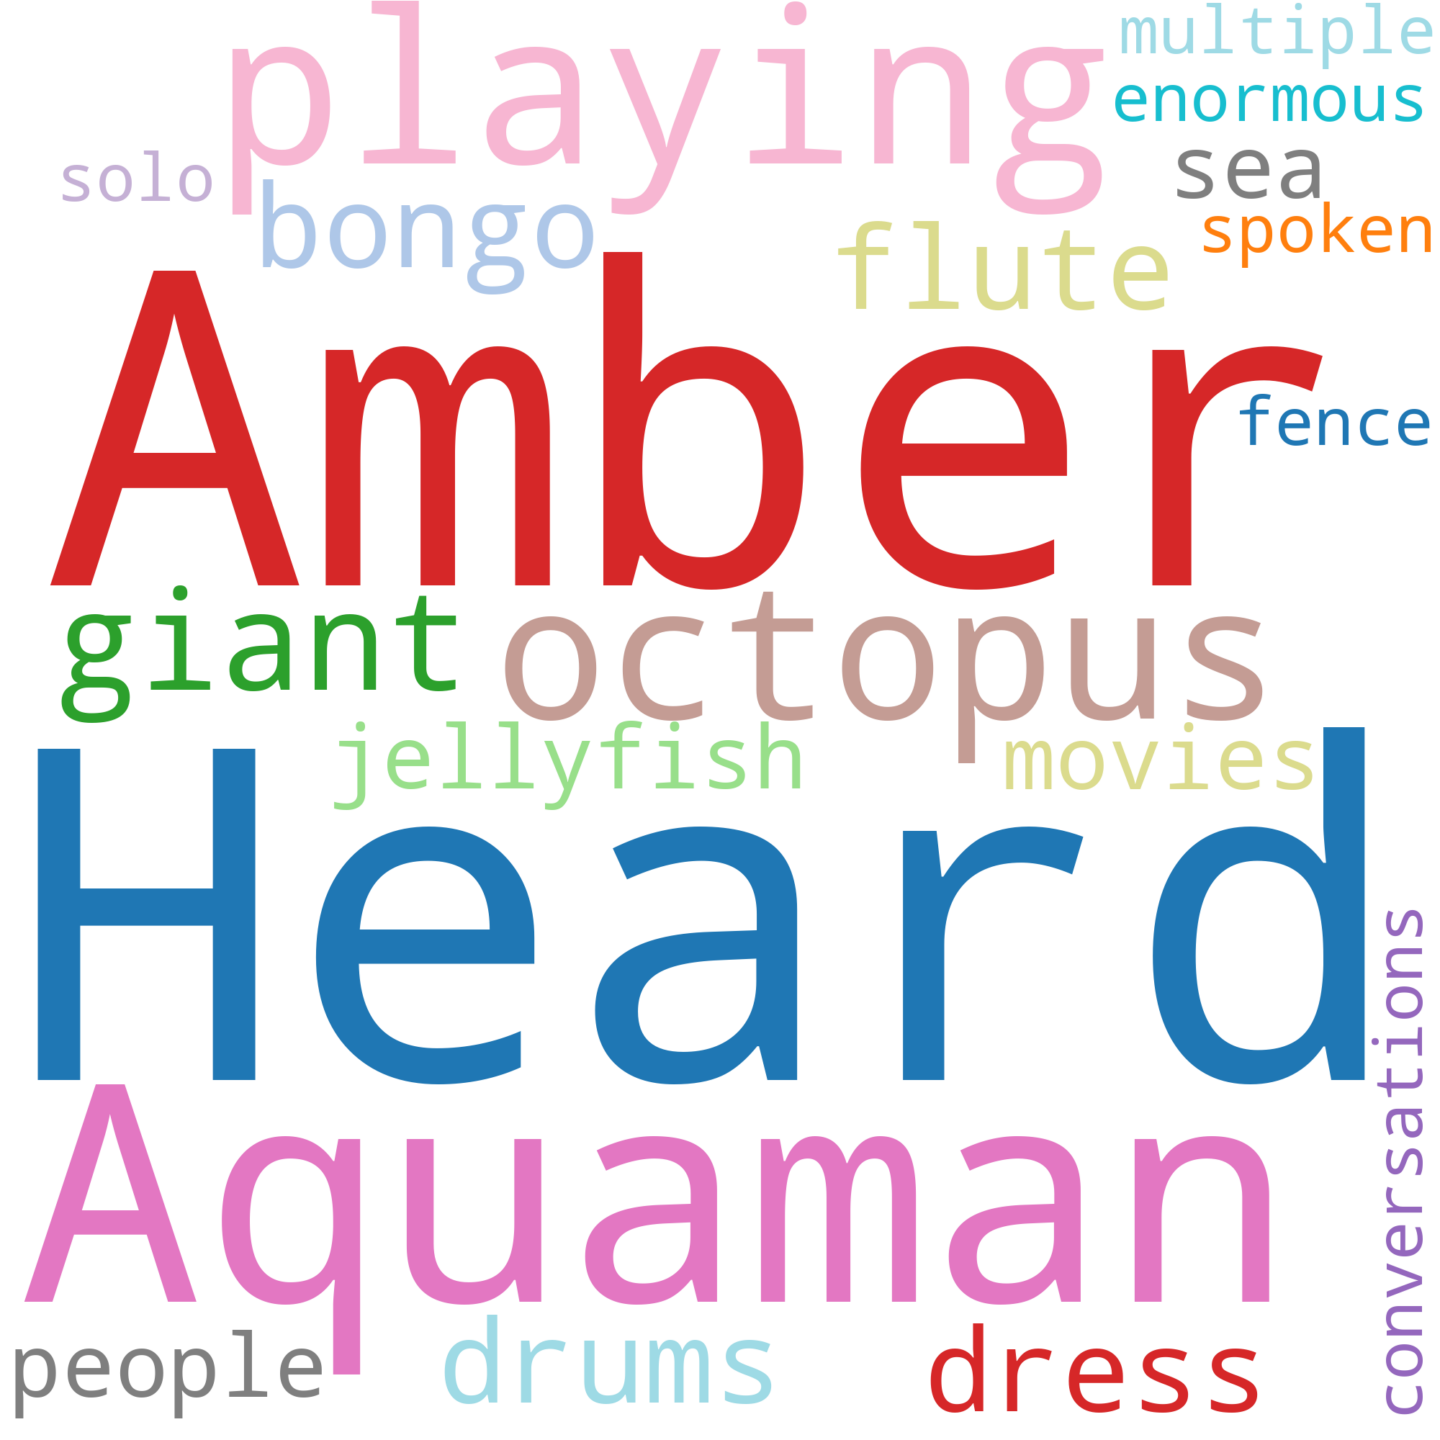 playing
multiple
enormous
solo
sea
bongo
flute
spoken
Amber
fence
giant
octopus
jellyfish
movies
Heard
conversations
Aquaman
people
drums
dress